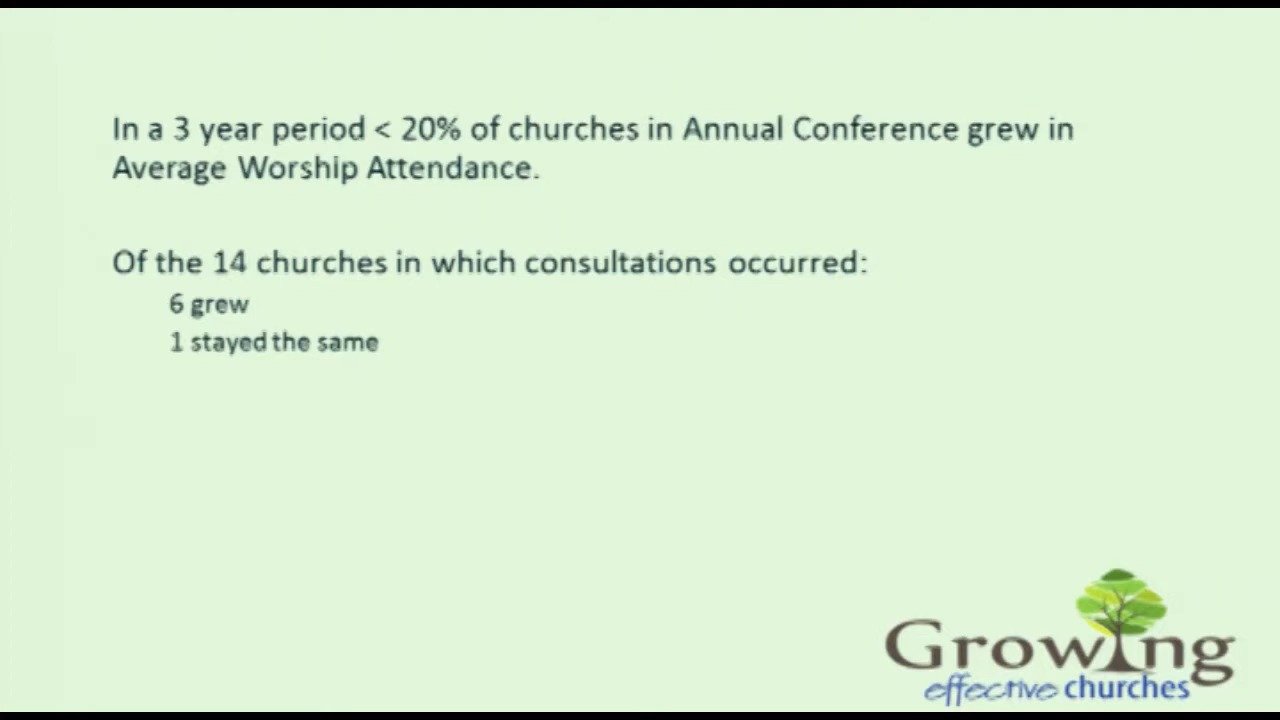 In a 3 year period < 20% of churches in Annual Conference grew in
Average Worship Attendance.
Of the 14 churches in which consultations occurred:
6 grew
1 stayed the same
Growing
effective churches